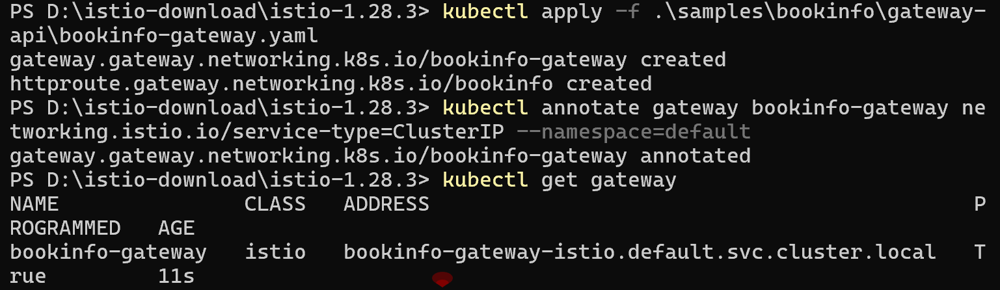 PS D:\istio-download\istio-1.28.3> kubectl apply -f .\samples\bookinfo\gateway-
api\bookinfo-gateway.yaml
gateway.gateway.networking.k8s.io/bookinfo-gateway created
httproute.gateway.networking.k8s.io/bookinfo created
PS D:\istio-download\istio-1.28.3> kubectl annotate gateway bookinfo-gateway ne
tworking.istio.io/service-type=ClusterIP --namespace=default
gateway.gateway.networking.k8s.io/bookinfo-gateway annotated
PS D:\istio-download\istio-1.28.3> kubectl get gateway
NAME               CLASS   ADDRESS                                            P
ROGRAMMED   AGE
bookinfo-gateway   istio   bookinfo-gateway-istio.default.svc.cluster.local   T
rue         11s